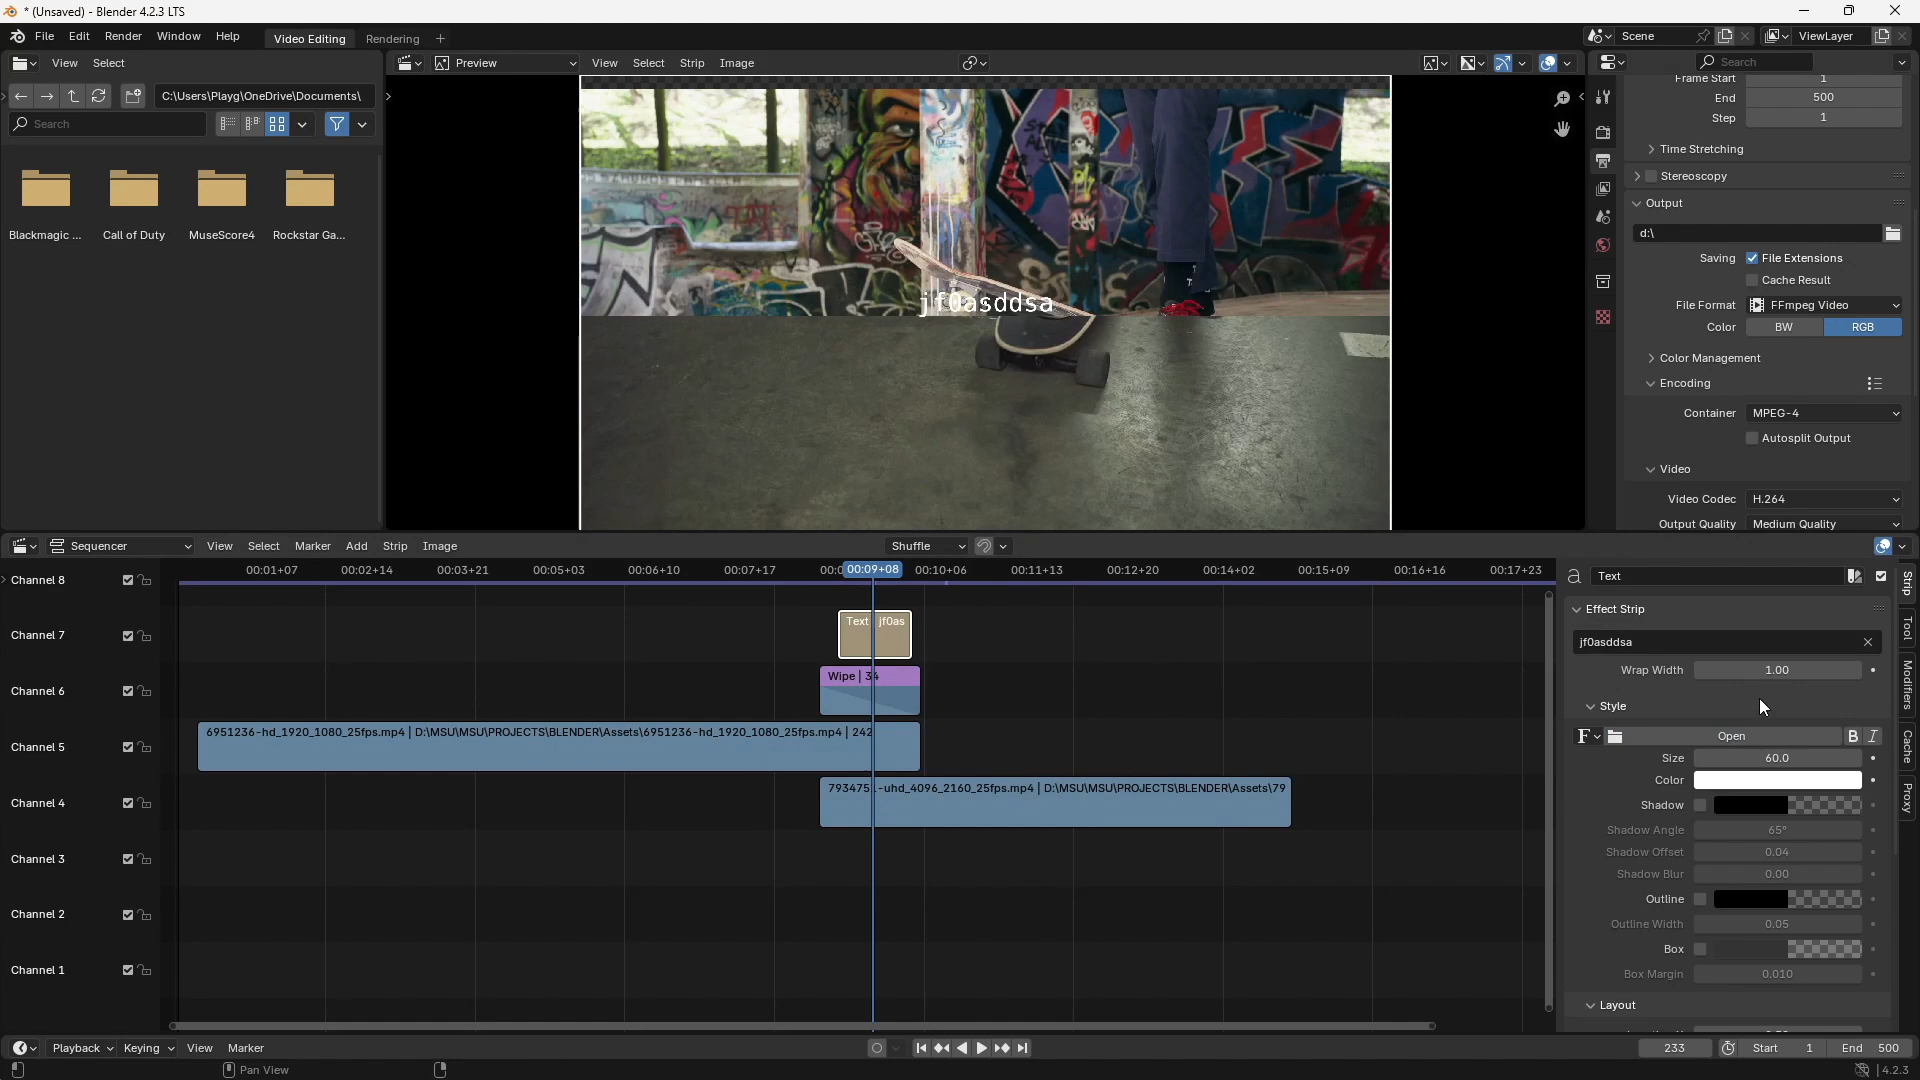 * (Unsaved) - Blender 4.2.3 LTS
File Edit Render Window Help Video Editing Rendering + Scene ViewLayer
View Select Preview View Select Strip Image Search
C:\Users\Playg\OneDrive\Documents\
Search
Blackmagic ... Call of Duty MuseScore4 Rockstar Ga...
jf0asddsa
Frame Start 1
End 500
Step 1
Time Stretching
Stereoscopy
Output
d:\
Saving File Extensions
Cache Result
File Format FFmpeg Video
Color BW RGB
Color Management
Encoding
Container MPEG-4
Autosplit Output
Video
Video Codec H.264
Output Quality Medium Quality
Sequencer View Select Marker Add Strip Image Shuffle
00:01+07 00:02+14 00:03+21 00:05+03 00:06+10 00:07+17 00:09+08 00:10+06 00:11+13 00:12+20 00:14+02 00:15+09 00:16+16 00:17+23
Channel 8
Channel 7 Text jf0as
Channel 6 Wipe | 34
Channel 5 6951236-hd_1920_1080_25fps.mp4 | D:\MSU\MSU\PROJECTS\BLENDER\Assets\6951236-hd_1920_1080_25fps.mp4 | 242
Channel 4 7934751-uhd_4096_2160_25fps.mp4 | D:\MSU\MSU\PROJECTS\BLENDER\Assets\79
Channel 3
Channel 2
Channel 1
Text
Effect Strip
jf0asddsa
Wrap Width 1.00
Style
Open B I
Size 60.0
Color
Shadow
Shadow Angle 65°
Shadow Offset 0.04
Shadow Blur 0.00
Outline
Outline Width 0.05
Box
Box Margin 0.010
Layout
Strip
Tool
Modifiers
Cache
Proxy
Playback Keying View Marker 233 Start 1 End 500
Pan View 4.2.3